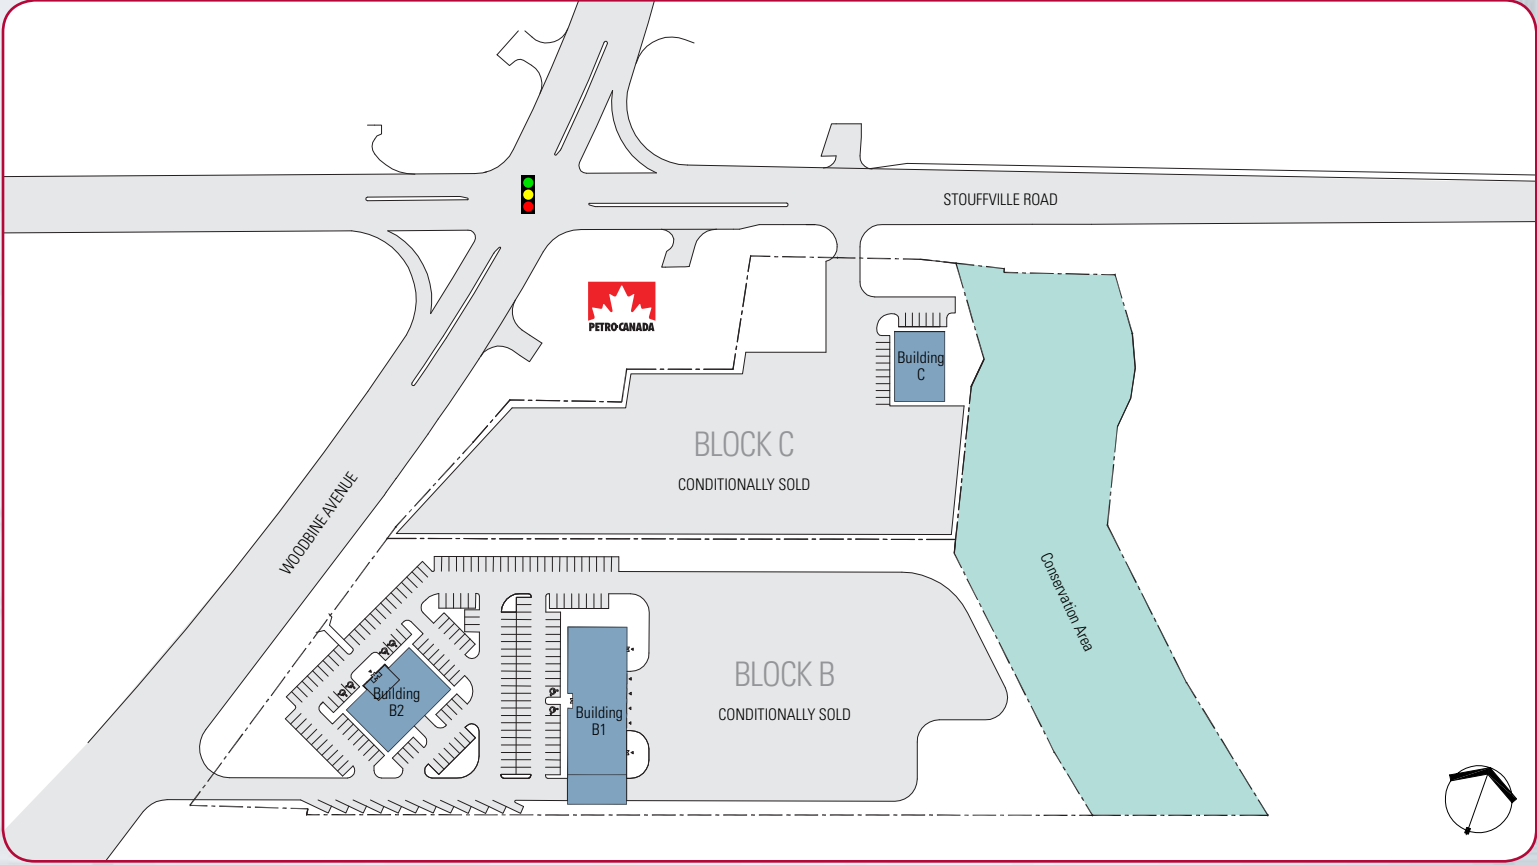 STOUFFVILLE ROAD
PETRO-CANADA
Building
C
BLOCK C
CONDITIONALLY SOLD
WOODBINE AVENUE
Conservation Area
BLOCK B
CONDITIONALLY SOLD
Building
B2
Building
B1